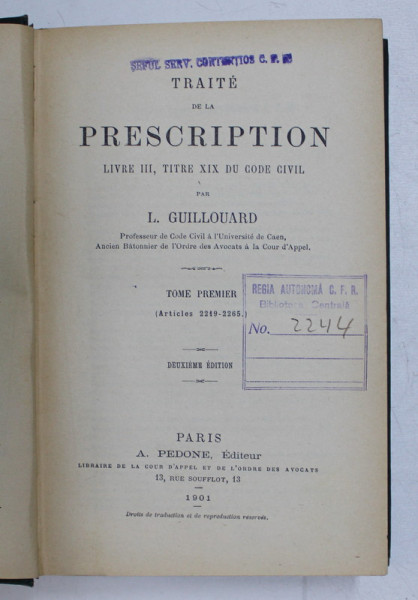 ȘEFUL SERV. CONTENTIOS C. F. R.
TRAITÉ
DE LA
PRESCRIPTION
LIVRE III, TITRE XIX DU CODE CIVIL
PAR
L. GUILLOUARD
Professeur de Code Civil à l'Université de Caen,
Ancien Bâtonnier de l'Ordre des Avocats à la Cour d'Appel.
TOME PREMIER
(Articles 2219-2265.)
REGIA AUTONOMĂ C. F. R.
Biblioteca Centrală
No. 2244
DEUXIÈME ÉDITION
PARIS
A. PEDONE, Éditeur
LIBRAIRE DE LA COUR D'APPEL ET DE L'ORDRE DES AVOCATS
13, RUE SOUFFLOT, 13
1901
Droits de traduction et de reproduction réservés.